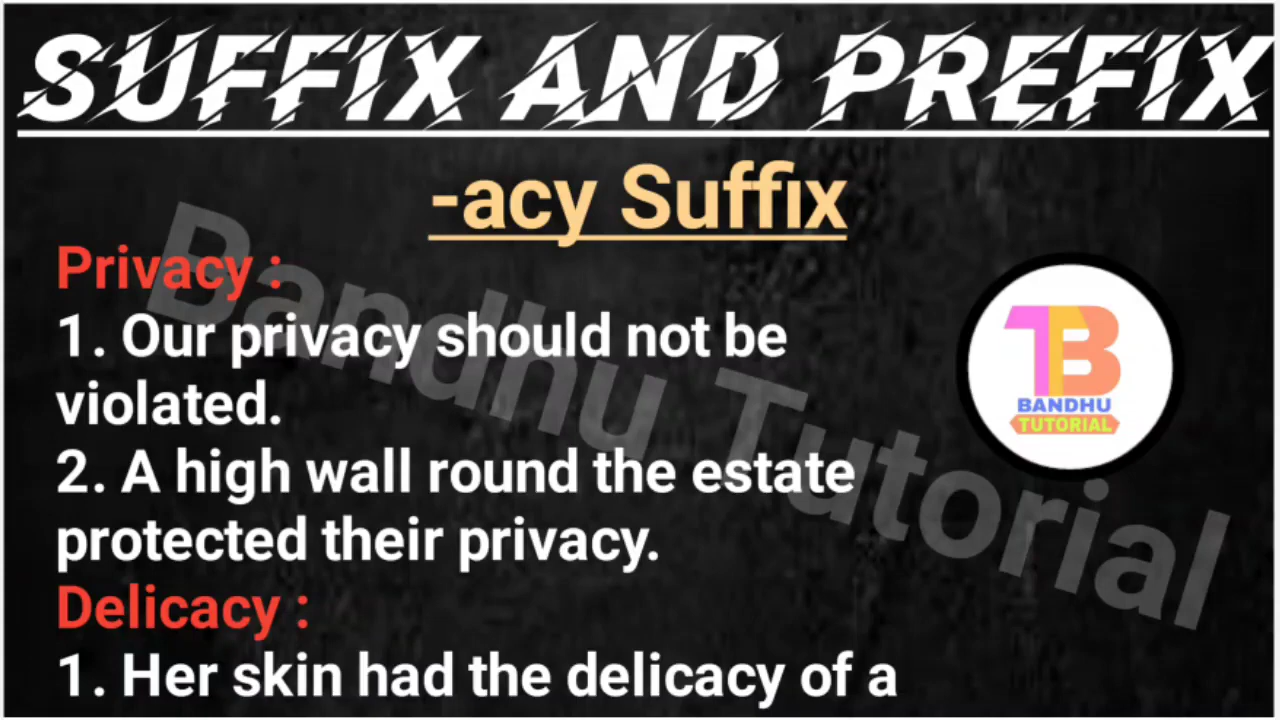 SUFFIX AND PREFIX
-acy Suffix
Privacy :
1. Our privacy should not be
violated.
2. A high wall round the estate
protected their privacy.
Delicacy :
1. Her skin had the delicacy of a
TB
BANDHU
TUTORIAL
Bandhu Tutorial